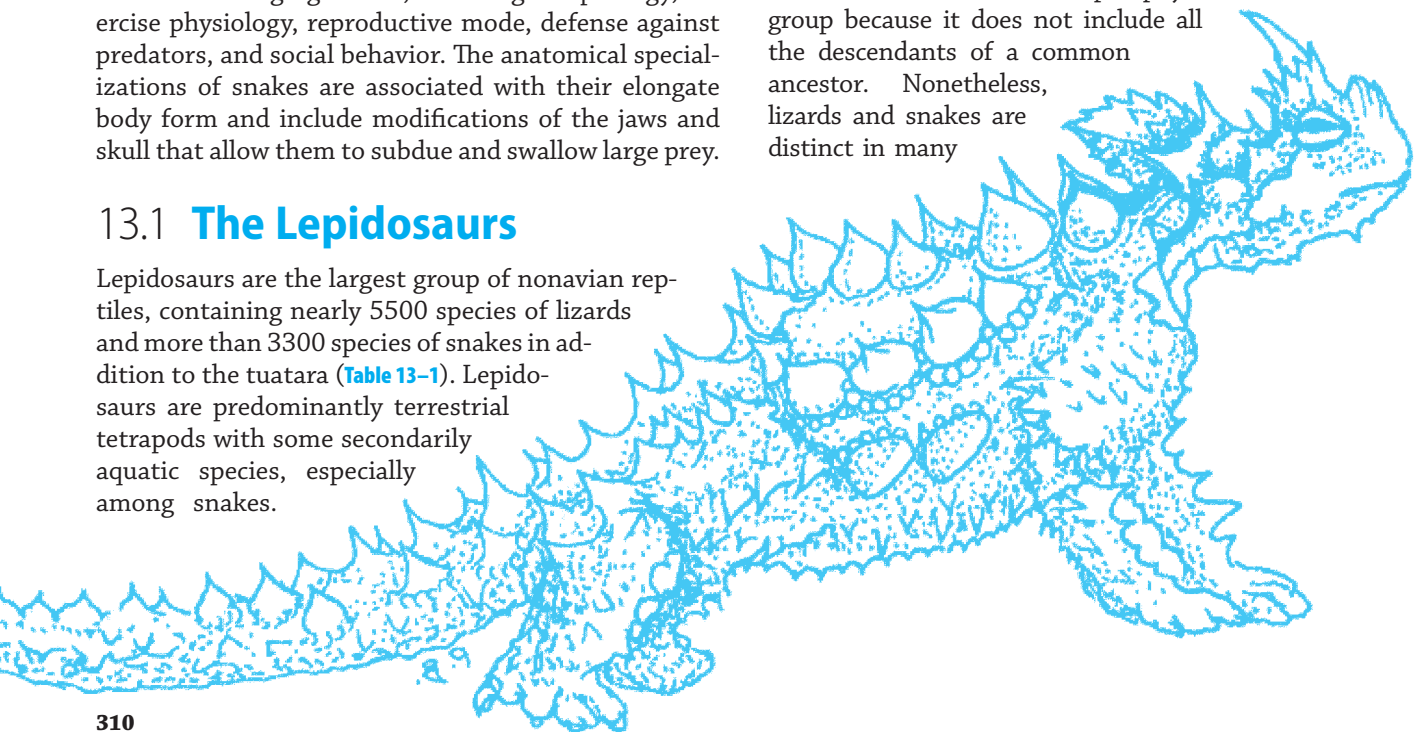 ercise physiology, reproductive mode, defense against
predators, and social behavior. The anatomical special-
izations of snakes are associated with their elongate
body form and include modifications of the jaws and
skull that allow them to subdue and swallow large prey.
13.1 The Lepidosaurs
Lepidosaurs are the largest group of nonavian rep-
tiles, containing nearly 5500 species of lizards
and more than 3300 species of snakes in ad-
dition to the tuatara (Table 13–1). Lepido-
saurs are predominantly terrestrial
tetrapods with some secondarily
aquatic species, especially
among snakes.
group because it does not include all
the descendants of a common
ancestor. Nonetheless,
lizards and snakes are
distinct in many
310